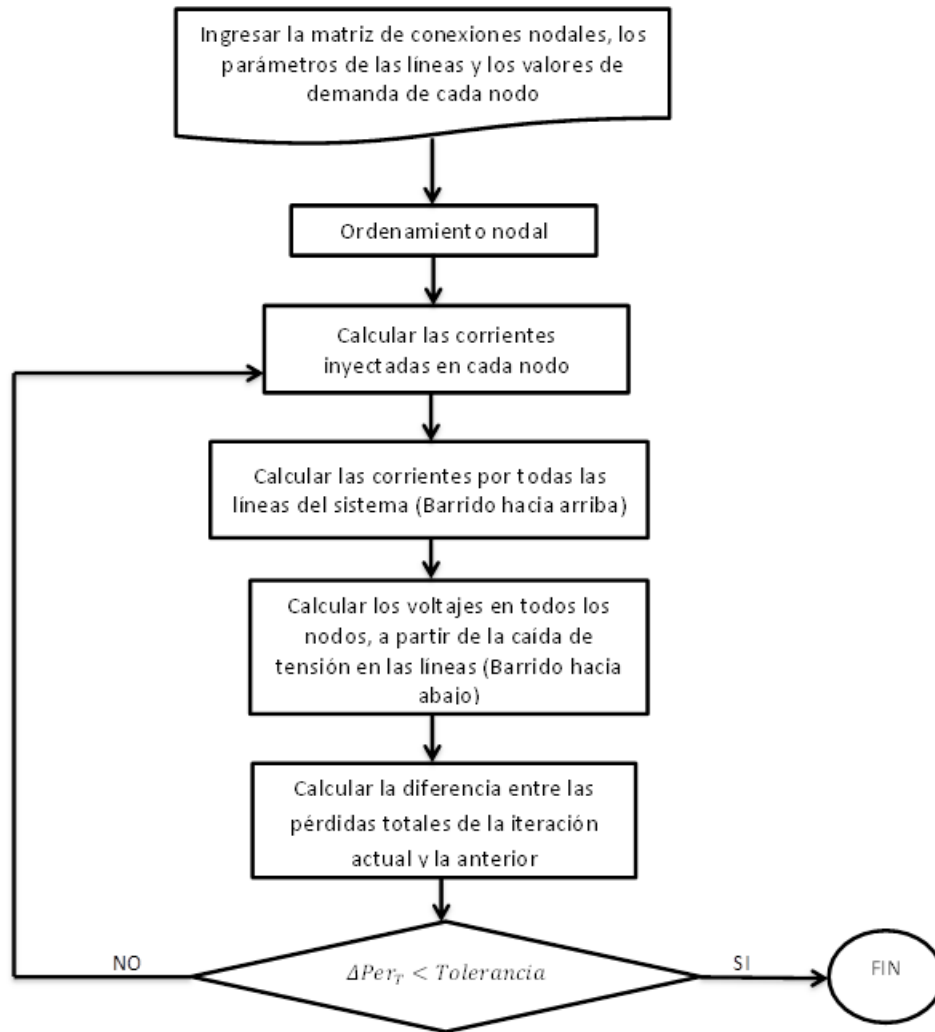 Ingresar la matriz de conexiones nodales, los
parámetros de las líneas y los valores de
demanda de cada nodo
Ordenamiento nodal
Calcular las corrientes
inyectadas en cada nodo
Calcular las corrientes por todas las
líneas del sistema (Barrido hacia arriba)
Calcular los voltajes en todos los
nodos, a partir de la caída de
tensión en las líneas (Barrido hacia
abajo)
Calcular la diferencia entre las
pérdidas totales de la iteración
actual y la anterior
NO
ΔPer_T < Tolerancia
SI
FIN